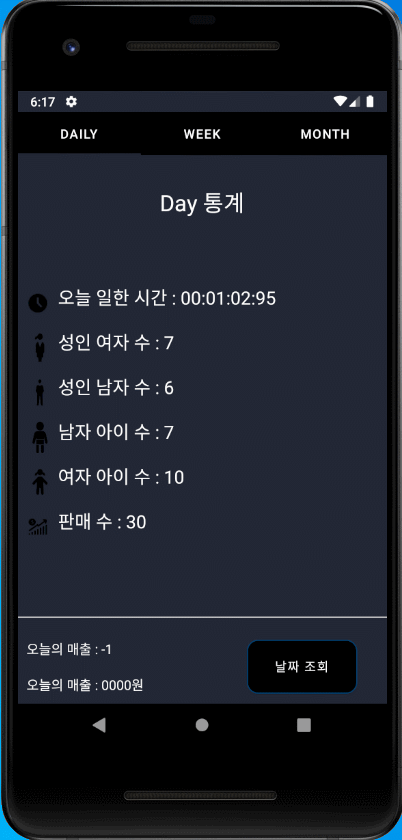 6:17
DAILY WEEK MONTH
Day 통계
오늘 일한 시간 : 00:01:02:95
성인 여자 수 : 7
성인 남자 수 : 6
남자 아이 수 : 7
여자 아이 수 : 10
판매 수 : 30
오늘의 매출 : -1
오늘의 매출 : 0000원
날짜 조회